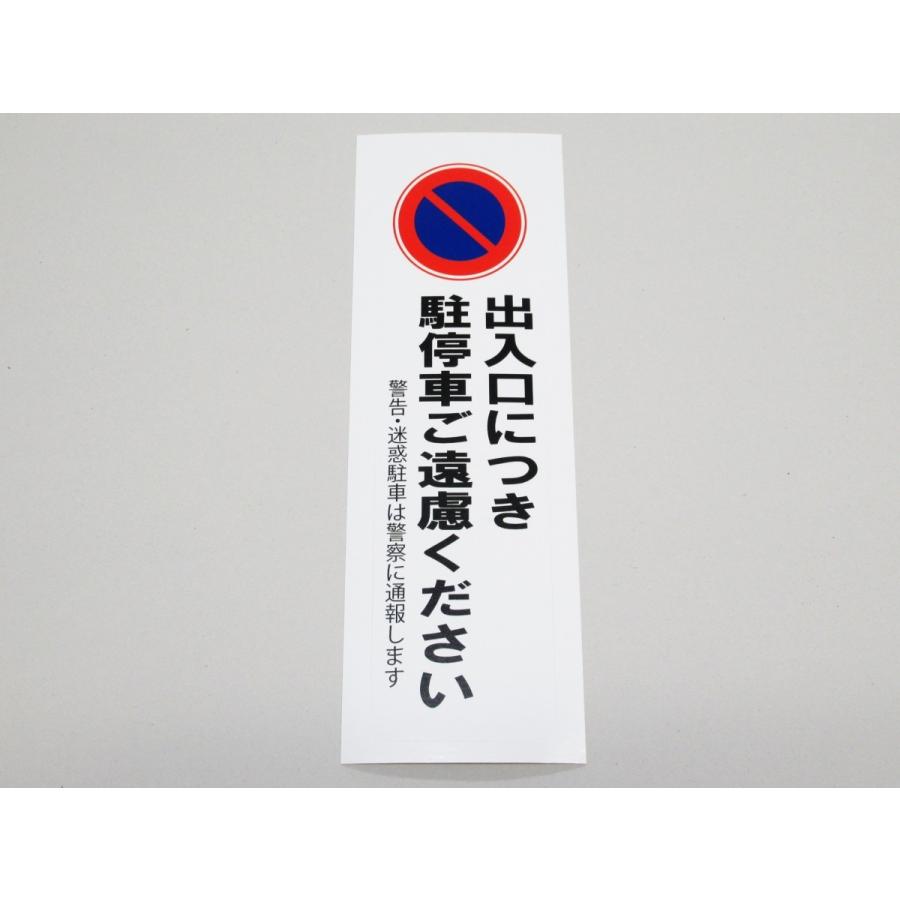 出入口につき
駐停車ご遠慮ください
警告・迷惑駐車は警察に通報します